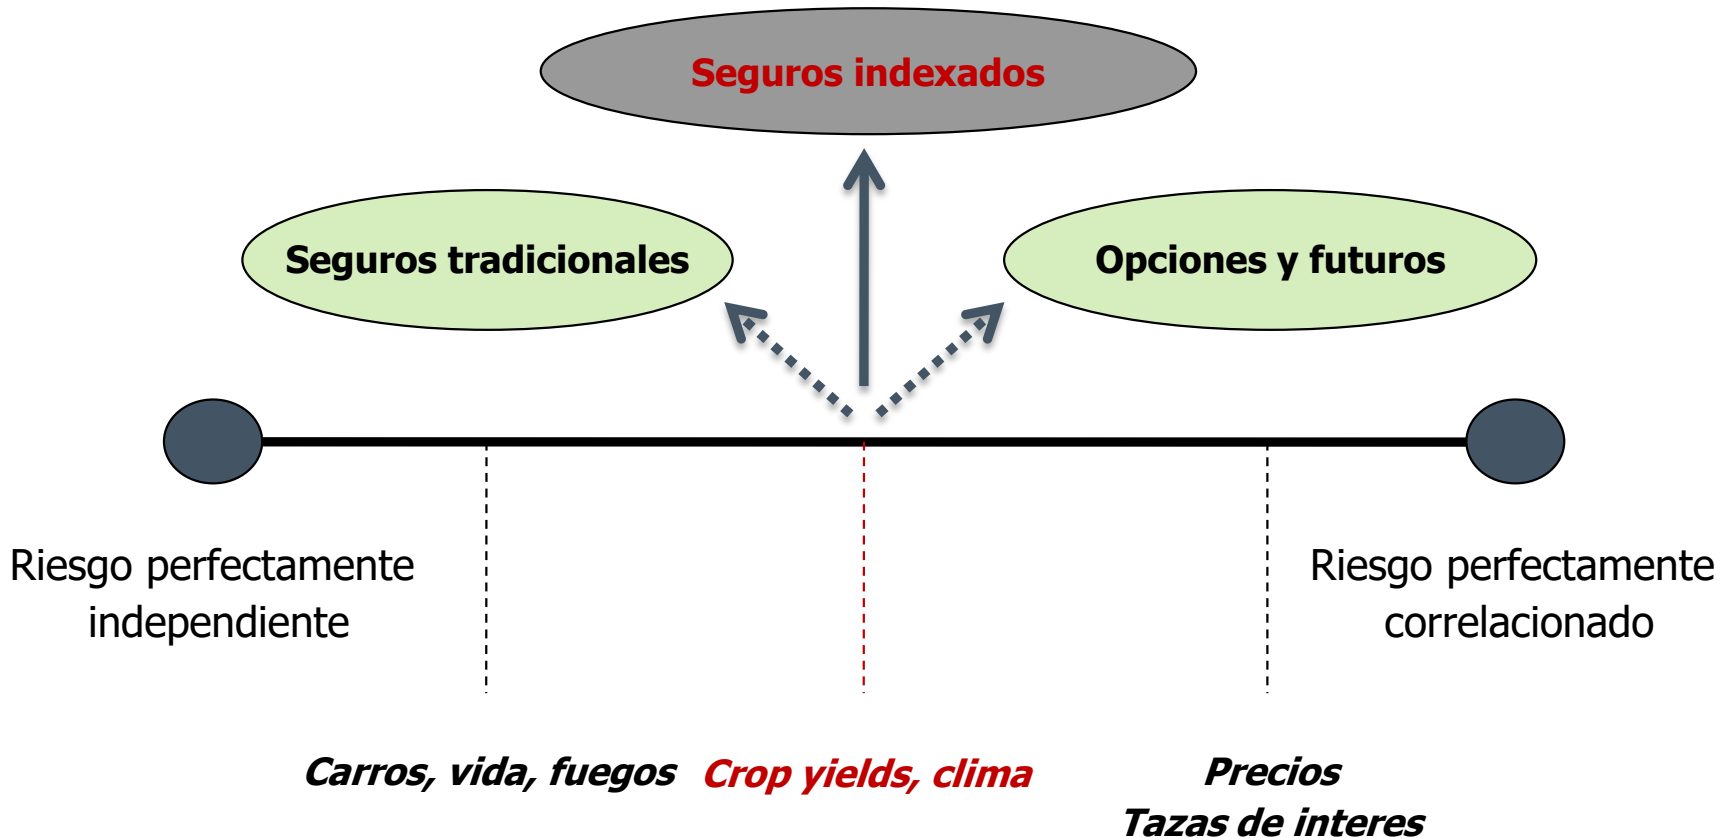 Seguros indexados
Seguros tradicionales
Opciones y futuros
Riesgo perfectamente
independiente
Riesgo perfectamente
correlacionado
Carros, vida, fuegos
Crop yields, clima
Precios
Tazas de interes